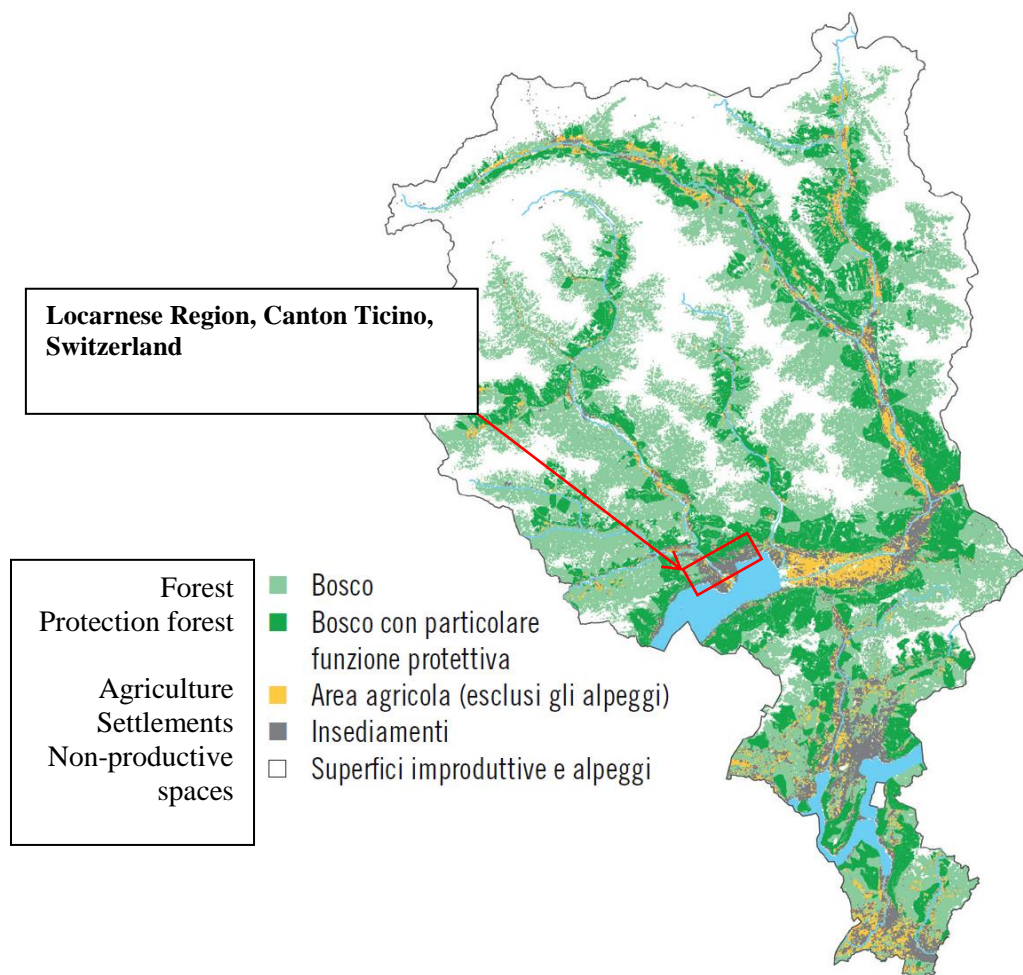 Locarnese Region, Canton Ticino,
Switzerland
Forest
Protection forest
Agriculture
Settlements
Non-productive
spaces
Bosco
Bosco con particolare
funzione protettiva
Area agricola (esclusi gli alpeggi)
Insediamenti
Superfici improduttive e alpeggi